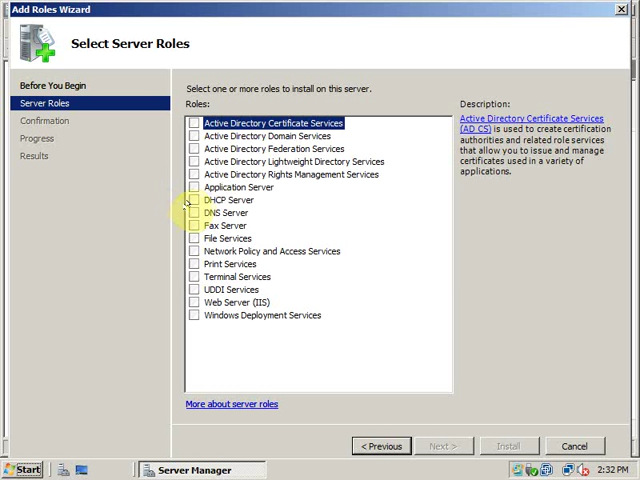 Add Roles Wizard
Select Server Roles
Before You Begin
Server Roles
Confirmation
Progress
Results
Select one or more roles to install on this server.
Roles:
Active Directory Certificate Services
Active Directory Domain Services
Active Directory Federation Services
Active Directory Lightweight Directory Services
Active Directory Rights Management Services
Application Server
DHCP Server
DNS Server
Fax Server
File Services
Network Policy and Access Services
Print Services
Terminal Services
UDDI Services
Web Server (IIS)
Windows Deployment Services
Description:
Active Directory Certificate Services
(AD CS) is used to create certification
authorities and related role services
that allow you to issue and manage
certificates used in a variety of
applications.
More about server roles
< Previous
Next >
Install
Cancel
Start
Server Manager
2:32 PM